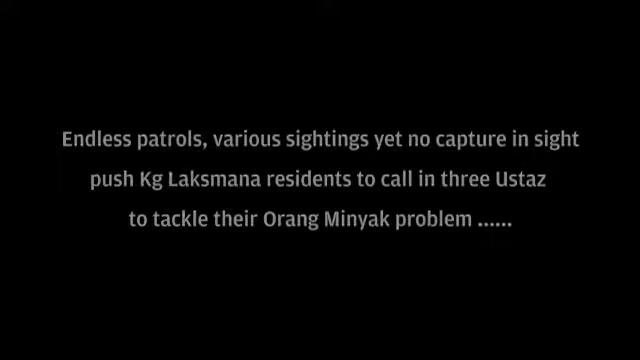 Endless patrols, various sightings yet no capture in sight
push Kg Laksmana residents to call in three Ustaz
to tackle their Orang Minyak problem ......